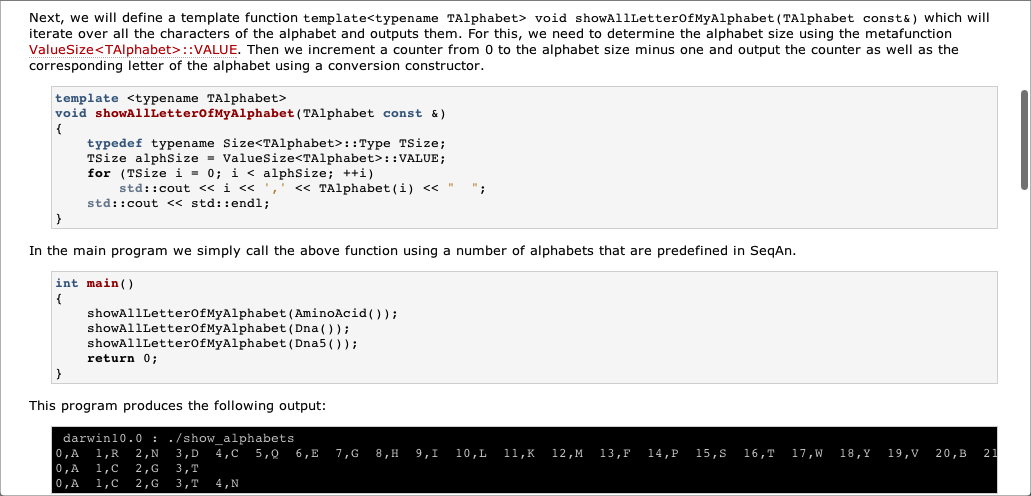 Next, we will define a template function template<typename TAlphabet> void showAllLetterOfMyAlphabet(TAlphabet const&) which will
iterate over all the characters of the alphabet and outputs them. For this, we need to determine the alphabet size using the metafunction
ValueSize<TAlphabet>::VALUE. Then we increment a counter from 0 to the alphabet size minus one and output the counter as well as the
corresponding letter of the alphabet using a conversion constructor.
template <typename TAlphabet>
void showAllLetterOfMyAlphabet(TAlphabet const &)
{
    typedef typename Size<TAlphabet>::Type TSize;
    TSize alphSize = ValueSize<TAlphabet>::VALUE;
    for (TSize i = 0; i < alphSize; ++i)
        std::cout << i << ',' << TAlphabet(i) << "  ";
    std::cout << std::endl;
}
In the main program we simply call the above function using a number of alphabets that are predefined in SeqAn.
int main()
{
    showAllLetterOfMyAlphabet(AminoAcid());
    showAllLetterOfMyAlphabet(Dna());
    showAllLetterOfMyAlphabet(Dna5());
    return 0;
}
This program produces the following output:
darwin10.0 : ./show_alphabets
0,A  1,R  2,N  3,D  4,C  5,Q  6,E  7,G  8,H  9,I  10,L  11,K  12,M  13,F  14,P  15,S  16,T  17,W  18,Y  19,V  20,B  21
0,A  1,C  2,G  3,T
0,A  1,C  2,G  3,T  4,N